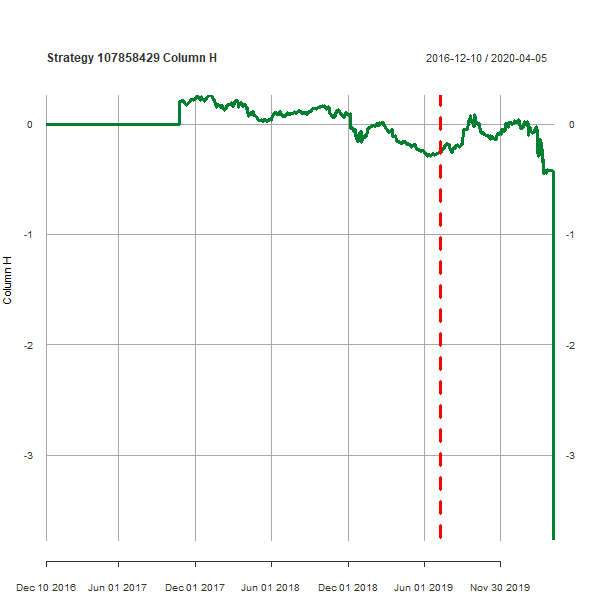 Strategy 107858429 Column H
2016-12-10 / 2020-04-05
0
0
-1
-1
-2
-2
-3
-3
Column H
Dec 10 2016
Jun 01 2017
Dec 01 2017
Jun 01 2018
Dec 01 2018
Jun 01 2019
Nov 30 2019